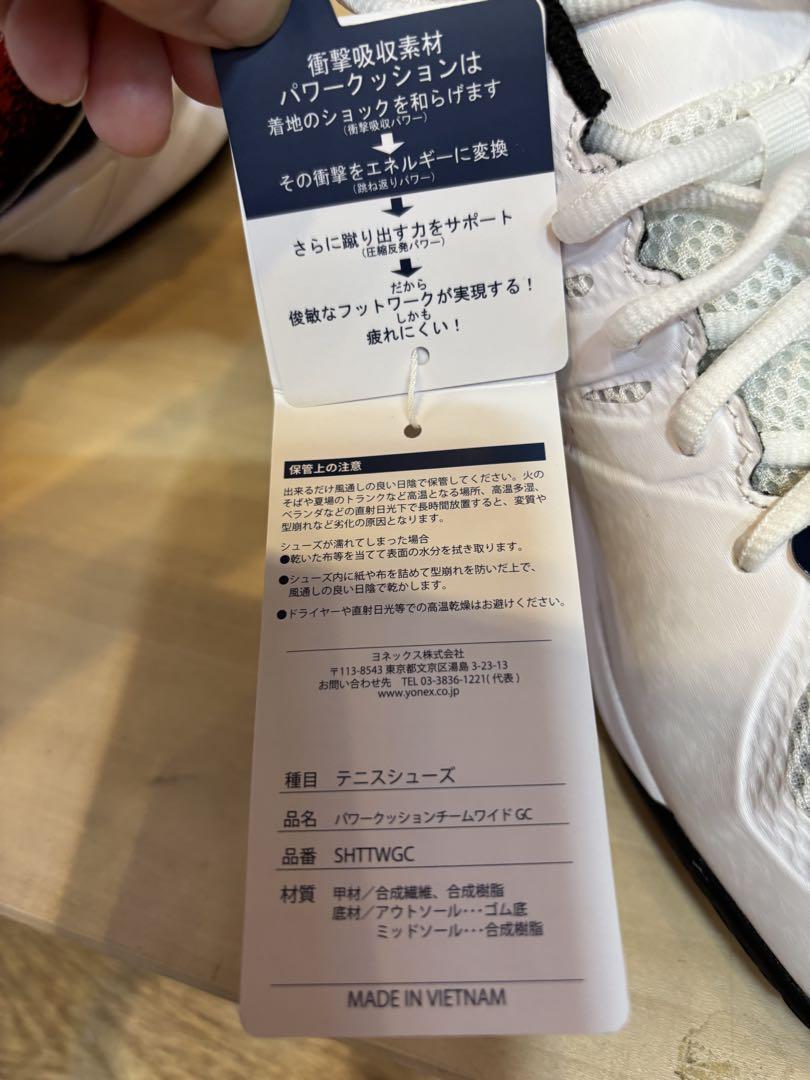 衝撃吸収素材
パワークッションは
着地のショックを和らげます
(衝撃吸収パワー)
その衝撃をエネルギーに変換
(跳ね返りパワー)
さらに蹴り出す力をサポート
(圧縮反発パワー)
だから
俊敏なフットワークが実現する!
しかも
疲れにくい!
保管上の注意
出来るだけ風通しの良い日陰で保管してください。火の
そばや夏場のトランクなど高温となる場所、高温多湿、
ベランダなどの直射日光下で長時間放置すると、変質や
型崩れなど劣化の原因となります。
シューズが濡れてしまった場合
●乾いた布等を当てて表面の水分を拭き取ります。
●シューズ内に紙や布を詰めて型崩れを防いだ上で、
風通しの良い日陰で乾かします。
●ドライヤーや直射日光等での高温乾燥はお避けください。
ヨネックス株式会社
〒113-8543 東京都文京区湯島 3-23-13
お問い合わせ先 TEL 03-3836-1221(代表)
www.yonex.co.jp
種目 テニスシューズ
品名 パワークッションチームワイド GC
品番 SHTTWGC
材質 甲材/合成繊維、合成樹脂
底材/アウトソール･･･ゴム底
ミッドソール･･･合成樹脂
MADE IN VIETNAM